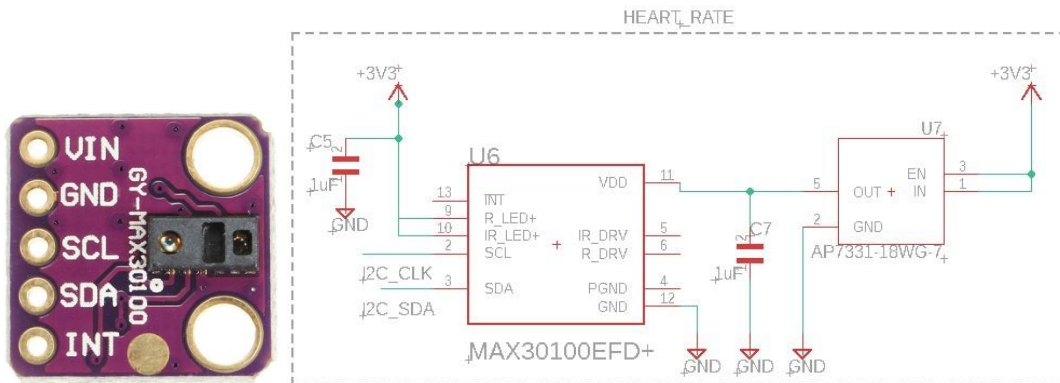 VIN
GND
SCL
SDA
INT
GY-MAX30100
HEART_RATE
+3V3
C5
2
1uF
GND
U6
13 INT
9 R_LED+
10 IR_LED+
2 SCL
3 SDA
I2C_CLK
I2C_SDA
VDD 11
IR_DRV 5
R_DRV 6
PGND 4
GND 12
MAX30100EFD+
GND
C7
2
1uF
GND
+3V3
U7
5 OUT
2 GND
EN 3
IN 1
AP7331-18WG-7
GND